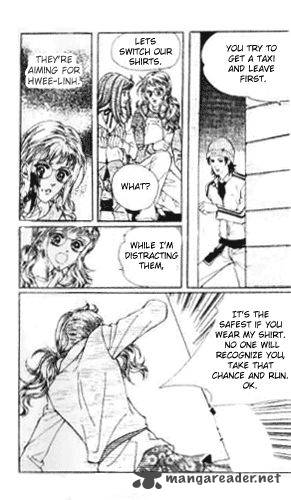 THEY'RE
AIMING FOR
HWEE-LINH.
LETS
SWITCH OUR
SHIRTS.
WHAT?
YOU TRY TO
GET A TAXI
AND LEAVE
FIRST.
WHILE I'M
DISTRACTING
THEM,
IT'S THE
SAFEST IF YOU
WEAR MY SHIRT.
NO ONE WILL
RECOGNIZE YOU,
TAKE THAT
CHANCE AND RUN.
OK.
mangareader.net